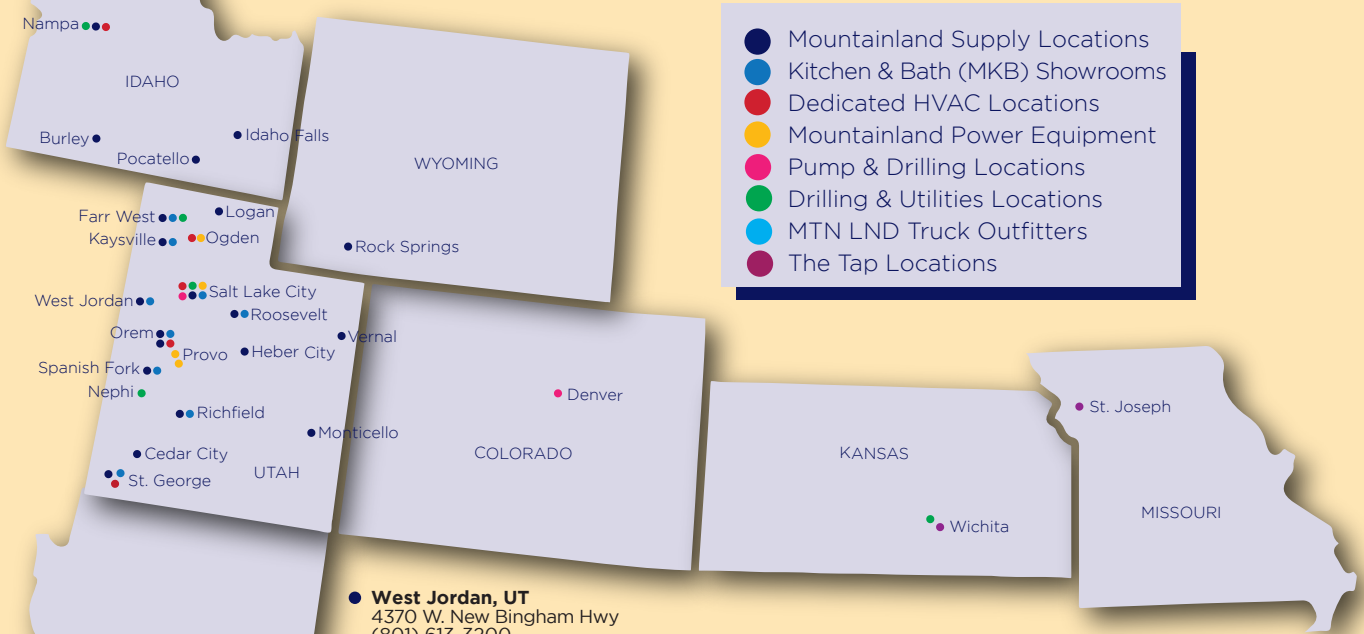 Mountainland Supply Locations
Kitchen & Bath (MKB) Showrooms
Dedicated HVAC Locations
Mountainland Power Equipment
Pump & Drilling Locations
Drilling & Utilities Locations
MTN LND Truck Outfitters
The Tap Locations
Nampa
IDAHO
Burley
Idaho Falls
Pocatello
WYOMING
Rock Springs
Farr West
Logan
Kaysville
Ogden
Salt Lake City
West Jordan
Roosevelt
Orem
Vernal
Provo
Heber City
Spanish Fork
Nephi
Richfield
Monticello
Cedar City
UTAH
St. George
Denver
COLORADO
KANSAS
Wichita
St. Joseph
MISSOURI
West Jordan, UT
4370 W. New Bingham Hwy
(801) 613-3200